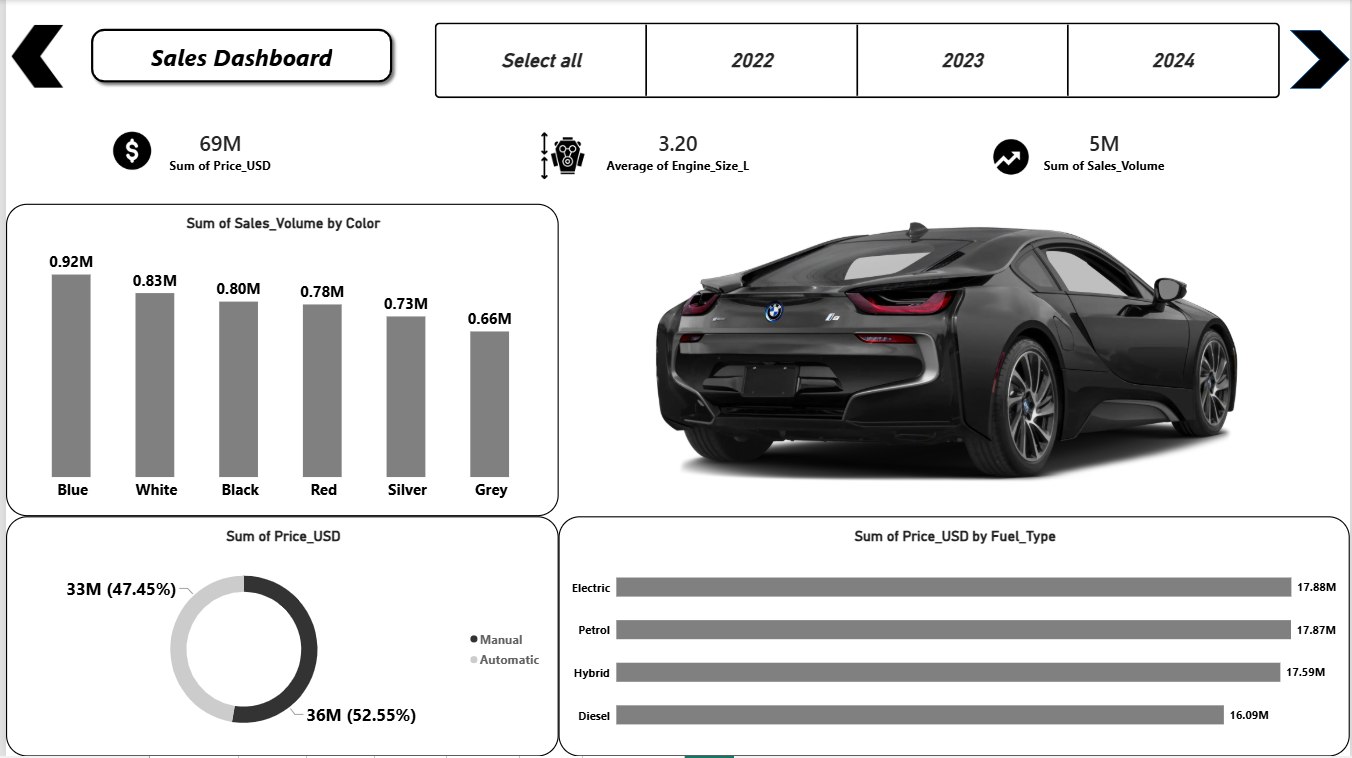 Sales Dashboard
Select all
2022
2023
2024
69M
Sum of Price_USD
3.20
Average of Engine_Size_L
5M
Sum of Sales_Volume
Sum of Sales_Volume by Color
0.92M
0.83M
0.80M
0.78M
0.73M
0.66M
Blue
White
Black
Red
Silver
Grey
Sum of Price_USD
33M (47.45%)
36M (52.55%)
Manual
Automatic
Sum of Price_USD by Fuel_Type
Electric 17.88M
Petrol 17.87M
Hybrid 17.59M
Diesel 16.09M